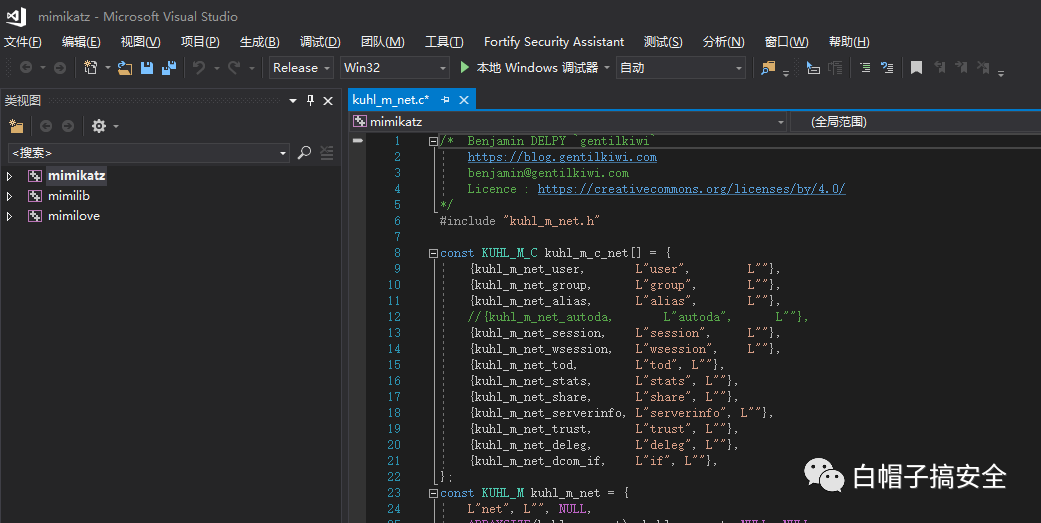 mimikatz - Microsoft Visual Studio
文件(F) 编辑(E) 视图(V) 项目(P) 生成(B) 调试(D) 团队(M) 工具(T) Fortify Security Assistant 测试(S) 分析(N) 窗口(W) 帮助(H)
Release Win32 本地 Windows 调试器 自动
类视图
<搜索>
mimikatz
mimilib
mimilove
kuhl_m_net.c*
mimikatz (全局范围)
1 /* Benjamin DELPY `gentilkiwi`
2 https://blog.gentilkiwi.com
3 benjamin@gentilkiwi.com
4 Licence : https://creativecommons.org/licenses/by/4.0/
5 */
6 #include "kuhl_m_net.h"
7
8 const KUHL_M_C kuhl_m_c_net[] = {
9 {kuhl_m_net_user, L"user", L""},
10 {kuhl_m_net_group, L"group", L""},
11 {kuhl_m_net_alias, L"alias", L""},
12 //{kuhl_m_net_autoda, L"autoda", L""},
13 {kuhl_m_net_session, L"session", L""},
14 {kuhl_m_net_wsession, L"wsession", L""},
15 {kuhl_m_net_tod, L"tod", L""},
16 {kuhl_m_net_stats, L"stats", L""},
17 {kuhl_m_net_share, L"share", L""},
18 {kuhl_m_net_serverinfo, L"serverinfo", L""},
19 {kuhl_m_net_trust, L"trust", L""},
20 {kuhl_m_net_deleg, L"deleg", L""},
21 {kuhl_m_net_dcom_if, L"if", L""},
22 };
23 const KUHL_M kuhl_m_net = {
24 L"net", L"", NULL,
白帽子搞安全